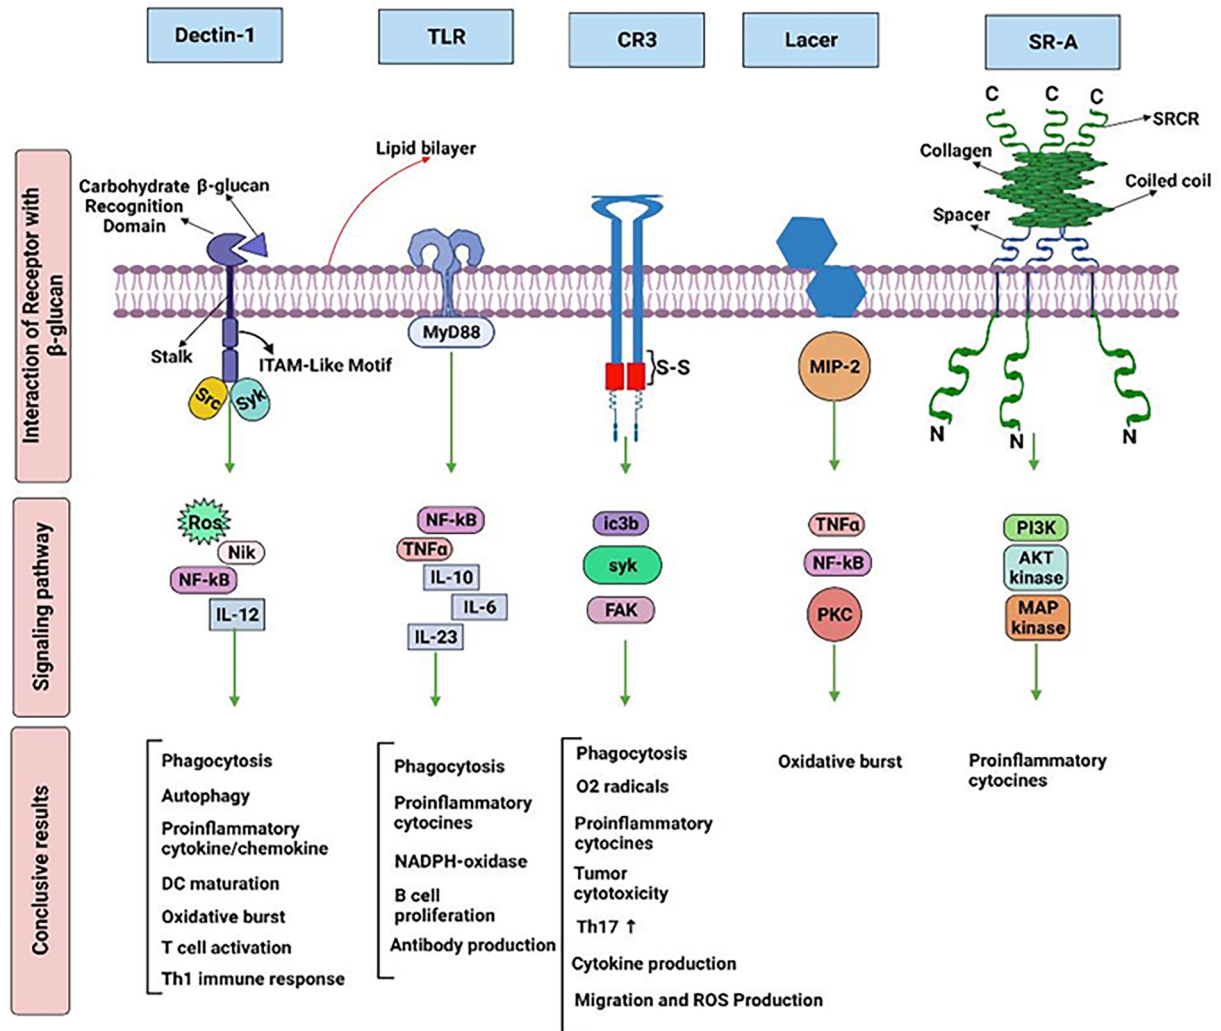 Dectin-1
TLR
CR3
Lacer
SR-A
Interaction of Receptor with
β-glucan
Carbohydrate
Recognition
Domain
β-glucan
Stalk
ITAM-Like Motif
Src
Syk
Lipid bilayer
MyD88
S-S
MIP-2
C
C
C
SRCR
Collagen
Coiled coil
Spacer
N
N
N
Signaling pathway
Ros
Nik
NF-kB
IL-12
NF-kB
TNFα
IL-10
IL-6
IL-23
ic3b
syk
FAK
TNFα
NF-kB
PKC
PI3K
AKT
kinase
MAP
kinase
Conclusive results
Phagocytosis
Autophagy
Proinflammatory
cytokine/chemokine
DC maturation
Oxidative burst
T cell activation
Th1 immune response
Phagocytosis
Proinflammatory
cytocines
NADPH-oxidase
B cell
proliferation
Antibody production
Phagocytosis
O2 radicals
Proinflammatory
cytocines
Tumor
cytotoxicity
Th17 ↑
Cytokine production
Migration and ROS Production
Oxidative burst
Proinflammatory
cytocines